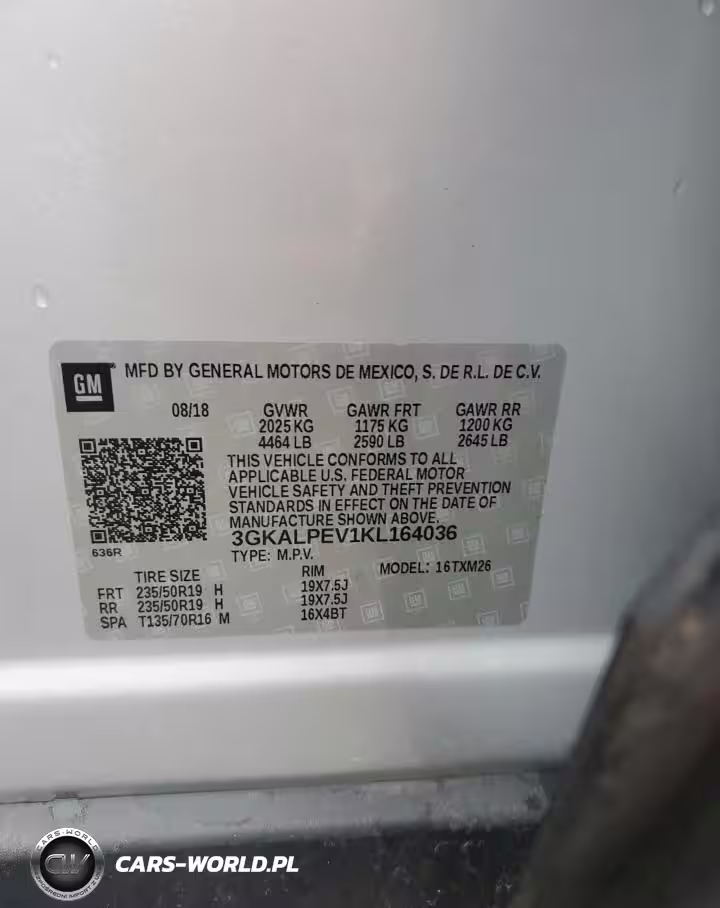 GM
MFD BY GENERAL MOTORS DE MEXICO, S. DE R.L. DE C.V.
08/18 GVWR GAWR FRT GAWR RR
2025 KG 1175 KG 1200 KG
4464 LB 2590 LB 2645 LB
THIS VEHICLE CONFORMS TO ALL
APPLICABLE U.S. FEDERAL MOTOR
VEHICLE SAFETY AND THEFT PREVENTION
STANDARDS IN EFFECT ON THE DATE OF
MANUFACTURE SHOWN ABOVE.
3GKALPEV1KL164036
636R
TYPE: M.P.V.
TIRE SIZE RIM MODEL: 16TXM26
FRT 235/50R19 H 19X7.5J
RR 235/50R19 H 19X7.5J
SPA T135/70R16 M 16X4BT
CARS-WORLD
CW
CARS-WORLD.PL